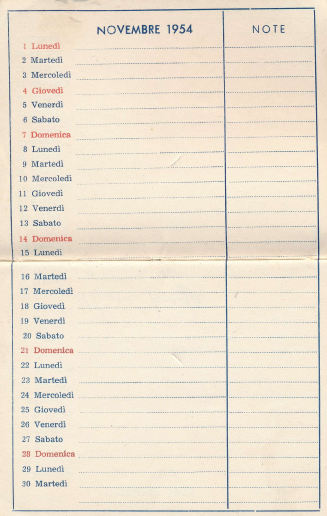 NOVEMBRE 1954 NOTE
1 Lunedì
2 Martedì
3 Mercoledì
4 Giovedì
5 Venerdì
6 Sabato
7 Domenica
8 Lunedì
9 Martedì
10 Mercoledì
11 Giovedì
12 Venerdì
13 Sabato
14 Domenica
15 Lunedì
16 Martedì
17 Mercoledì
18 Giovedì
19 Venerdì
20 Sabato
21 Domenica
22 Lunedì
23 Martedì
24 Mercoledì
25 Giovedì
26 Venerdì
27 Sabato
28 Domenica
29 Lunedì
30 Martedì